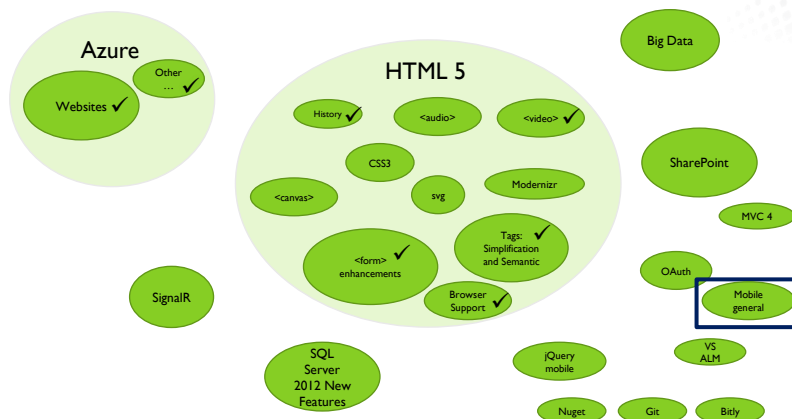 Azure
Other
...
Websites
HTML 5
History
<audio>
<video>
CSS3
<canvas>
svg
Modernizr
<form>
enhancements
Tags:
Simplification
and Semantic
Browser
Support
Big Data
SharePoint
MVC 4
OAuth
Mobile
general
SignalR
SQL
Server
2012 New
Features
jQuery
mobile
VS
ALM
Nuget
Git
Bitly